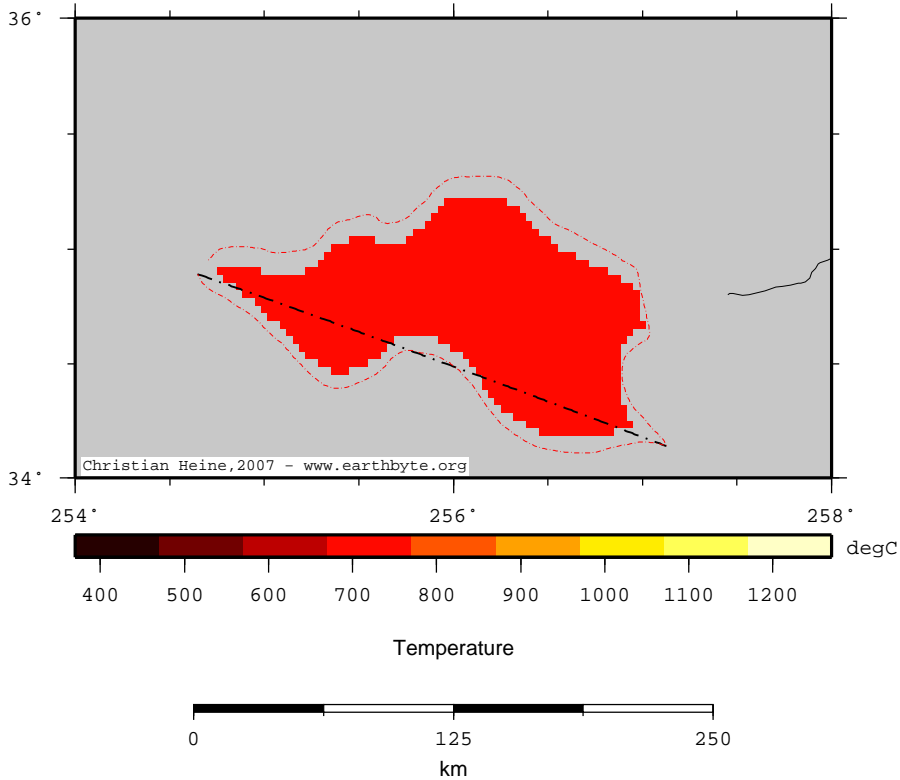 36°
34°
Christian Heine,2007 - www.earthbyte.org
254° 256° 258°
degC
400 500 600 700 800 900 1000 1100 1200
Temperature
0 125 250
km